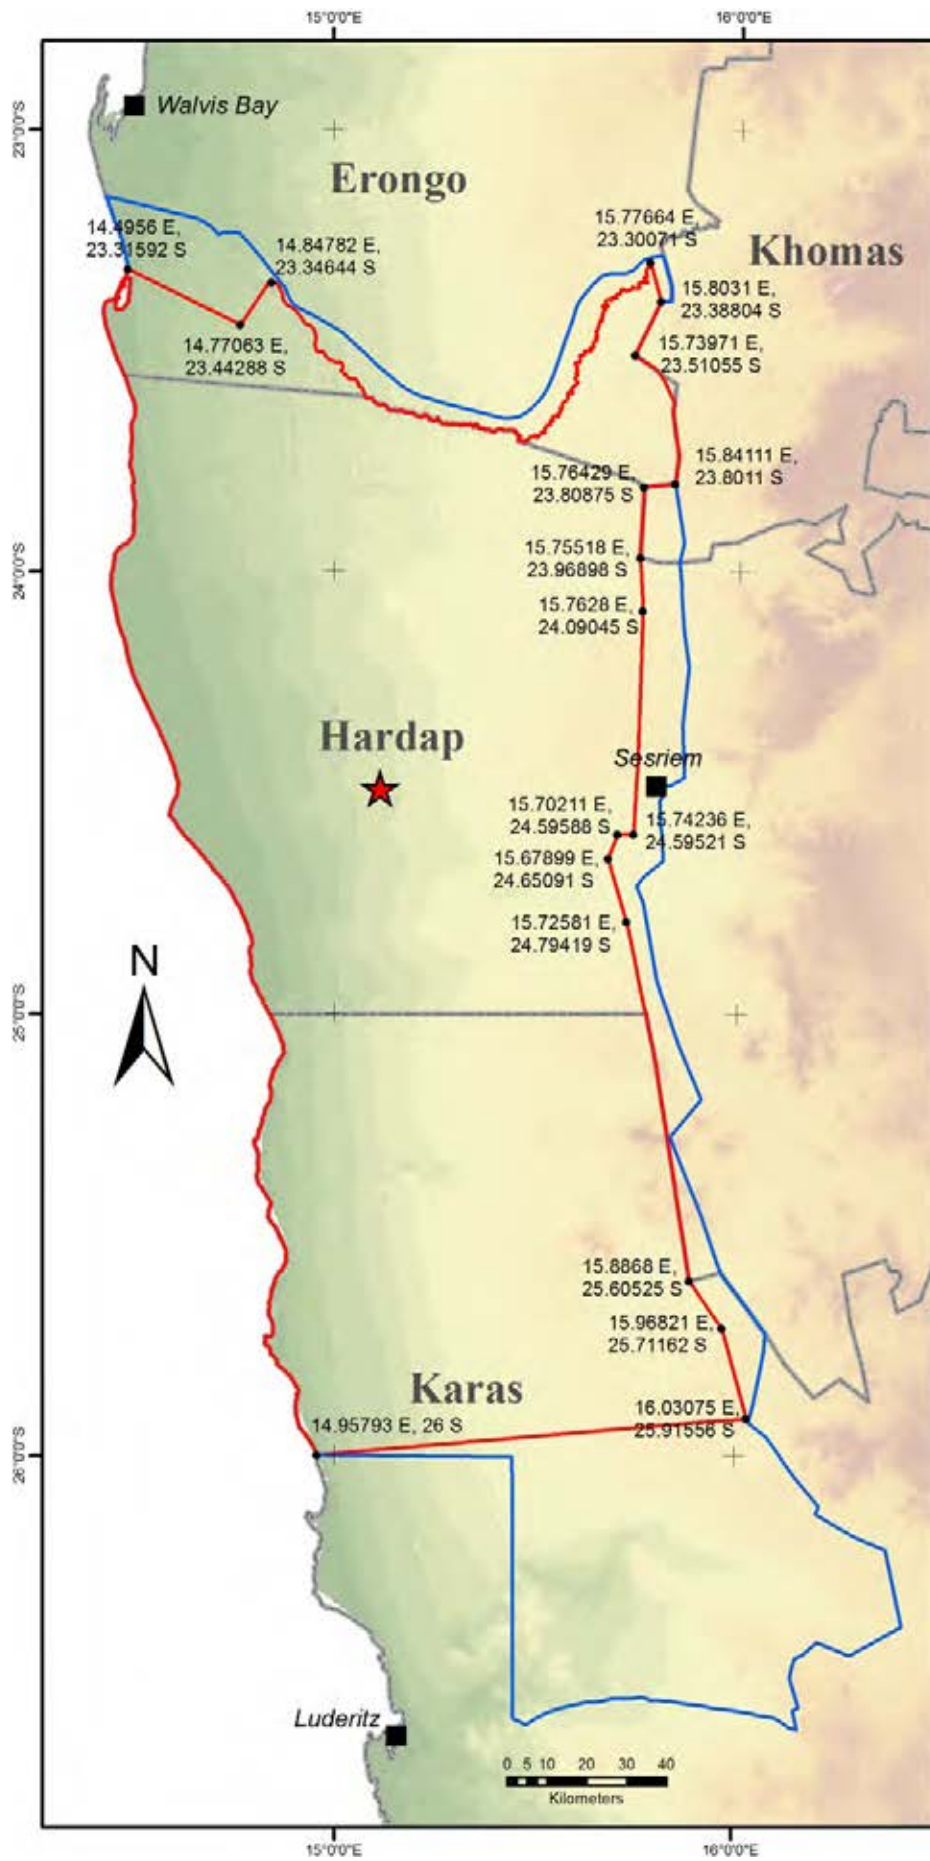 15°0'0"E
16°0'0"E
Walvis Bay
23°0'0"S
Erongo
15.77664 E,
23.30071 S
14.4956 E,
23.31592 S
14.84782 E,
23.34644 S
Khomas
15.8031 E,
23.38804 S
14.77063 E,
23.44288 S
15.73971 E,
23.51055 S
15.84111 E,
23.8011 S
15.76429 E,
23.80875 S
15.75518 E,
23.96898 S
24°0'0"S
15.7628 E,
24.09045 S
Hardap
Sesriem
15.70211 E,
24.59588 S
15.74236 E,
24.59521 S
15.67899 E,
24.65091 S
15.72581 E,
24.79419 S
N
25°0'0"S
15.8868 E,
25.60525 S
15.96821 E,
25.71162 S
Karas
16.03075 E,
25.91556 S
14.95793 E, 26 S
26°0'0"S
Luderitz
0 5 10 20 30 40
Kilometers
15°0'0"E
16°0'0"E